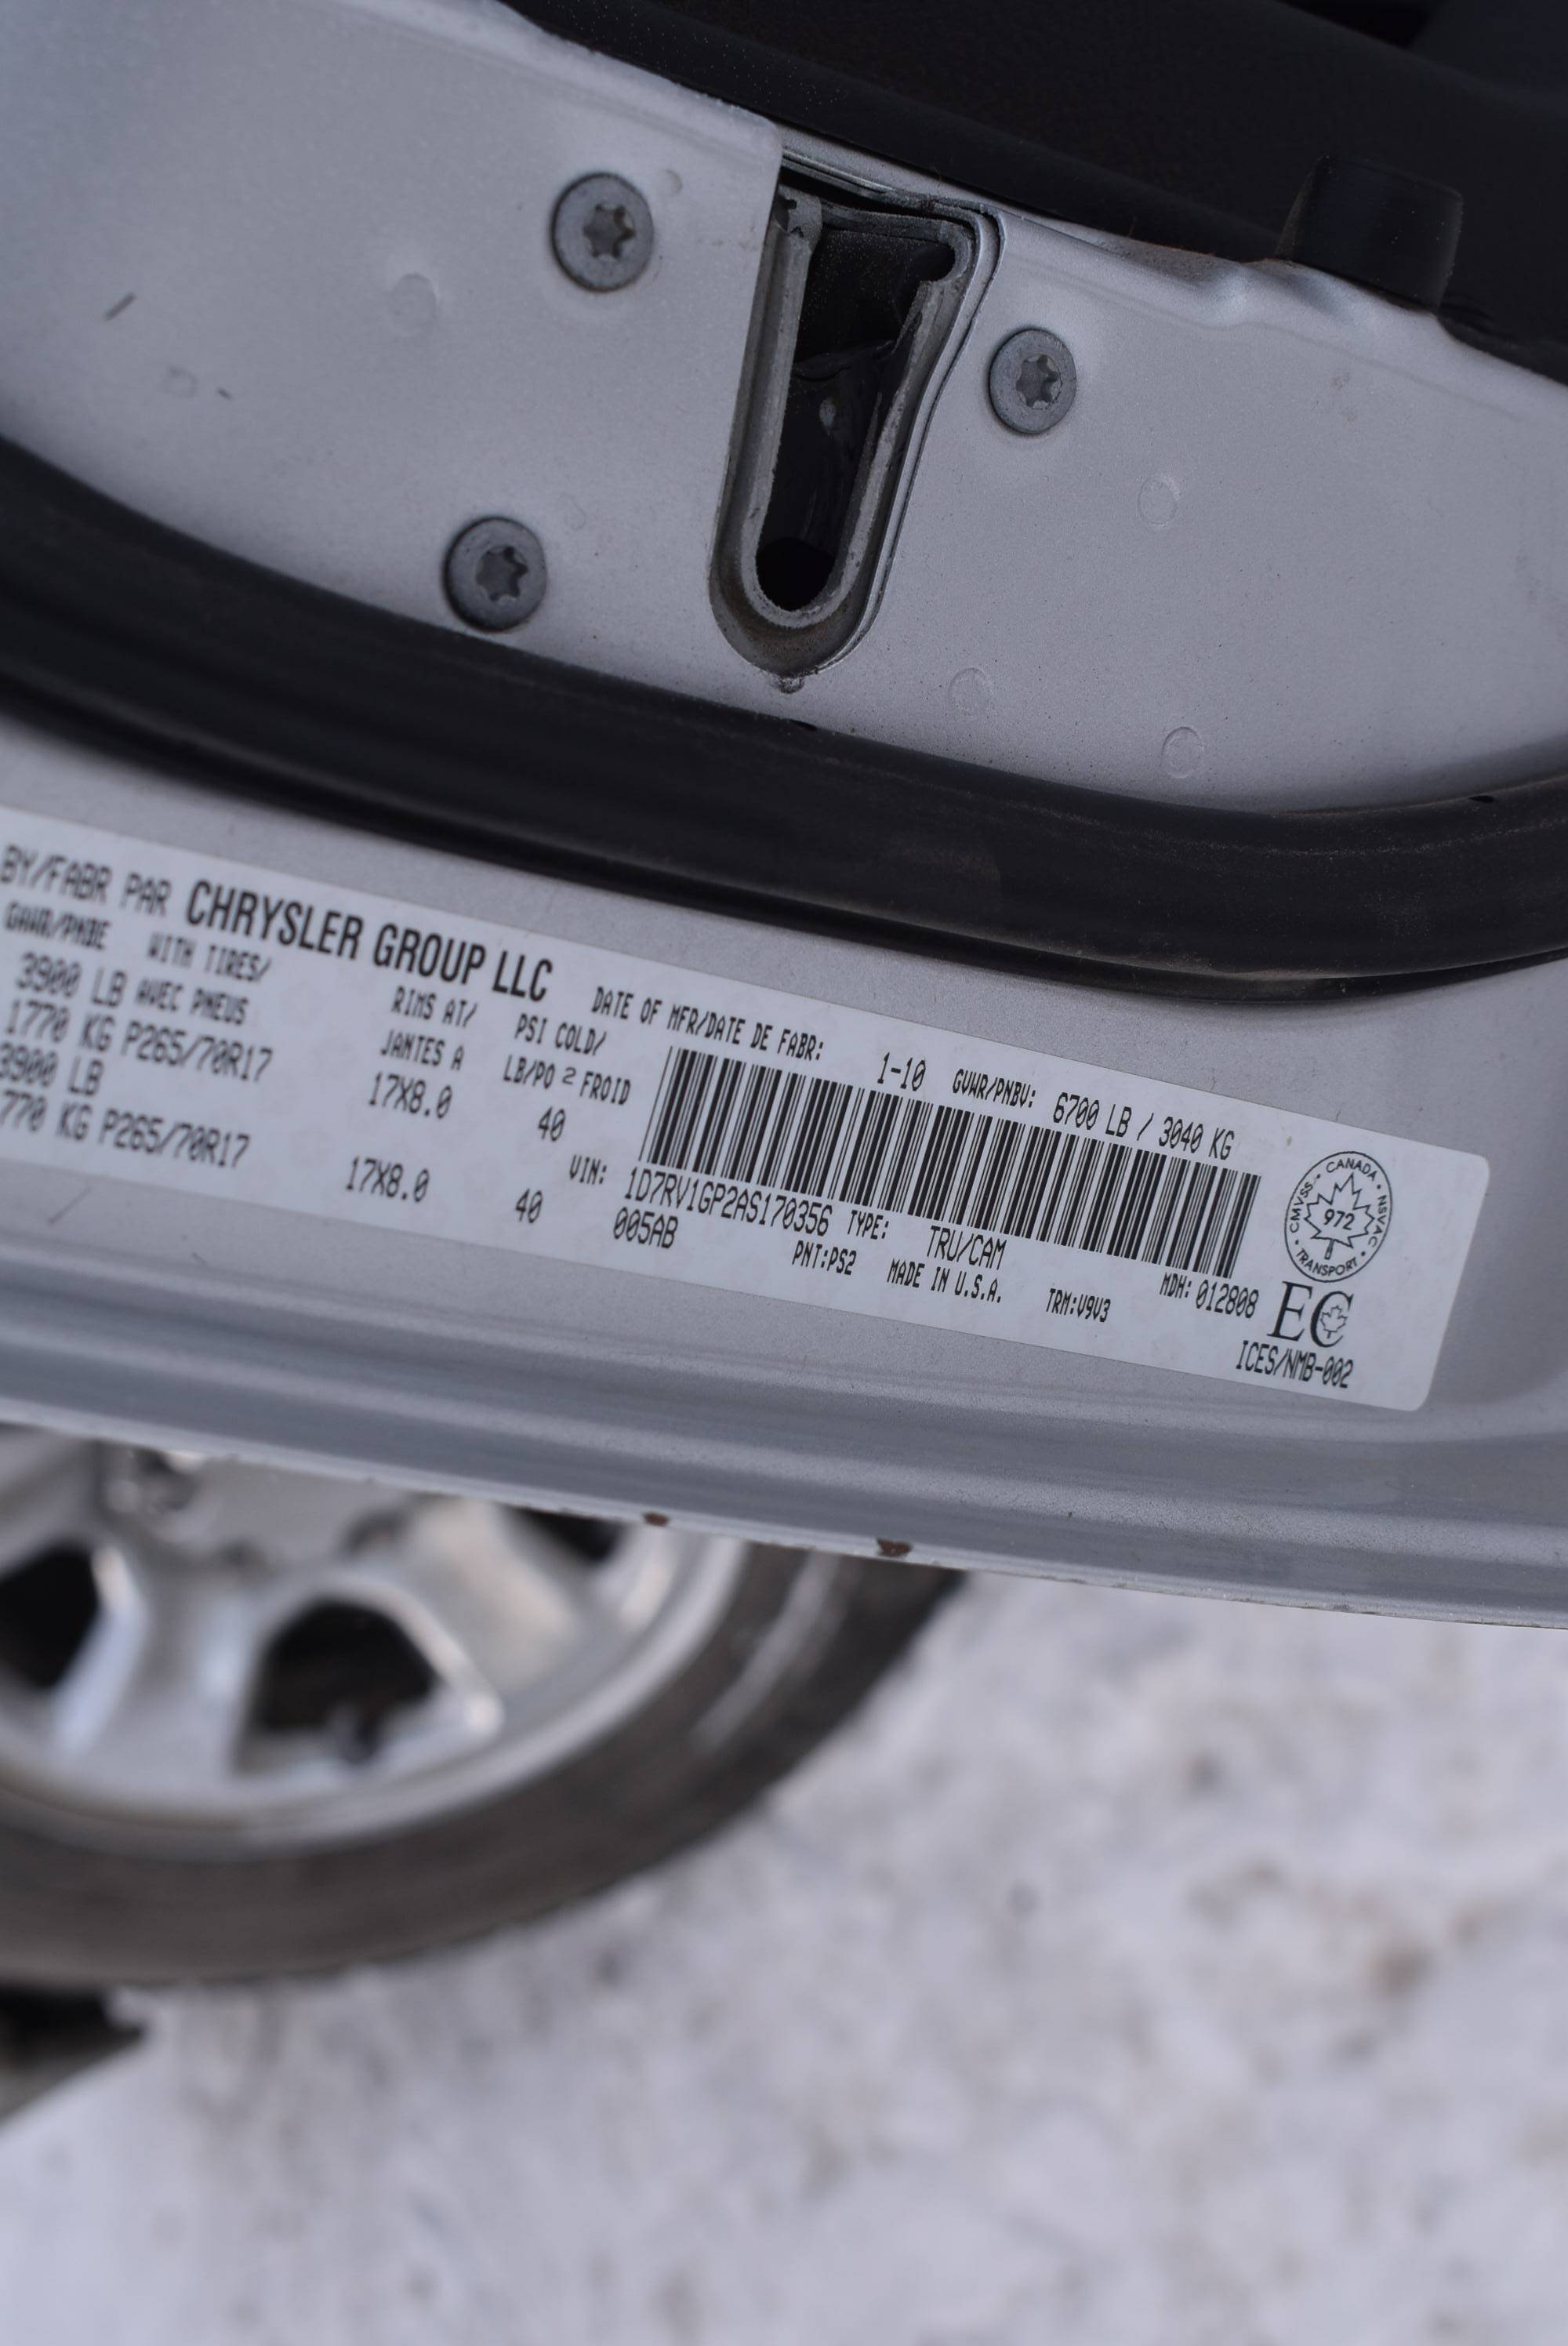 BY/FABR PAR CHRYSLER GROUP LLC
DATE OF MFR/DATE DE FABR: 1-10 GVWR/PNBV: 6700 LB / 3040 KG
GAWR/PNBE WITH TIRES/ RIMS AT/ PSI COLD/
3900 LB AVEC PNEUS JANTES A LB/PO 2 FROID
1770 KG P265/70R17 17X8.0 40
3900 LB
770 KG P265/70R17 17X8.0 40
VIN: 1D7RV1GP2AS170356 TYPE: TRU/CAM MDH: 012808
005AB PNT:PS2 MADE IN U.S.A. TRM:V9V3
CANADA • NSVAC • TRANSPORT • CMVSS •
972
EC
ICES/NMB-002